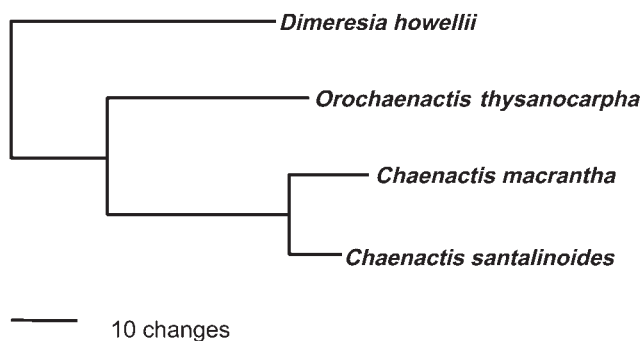 Dimeresia howellii
Orochaenactis thysanocarpha
Chaenactis macrantha
Chaenactis santalinoides
10 changes